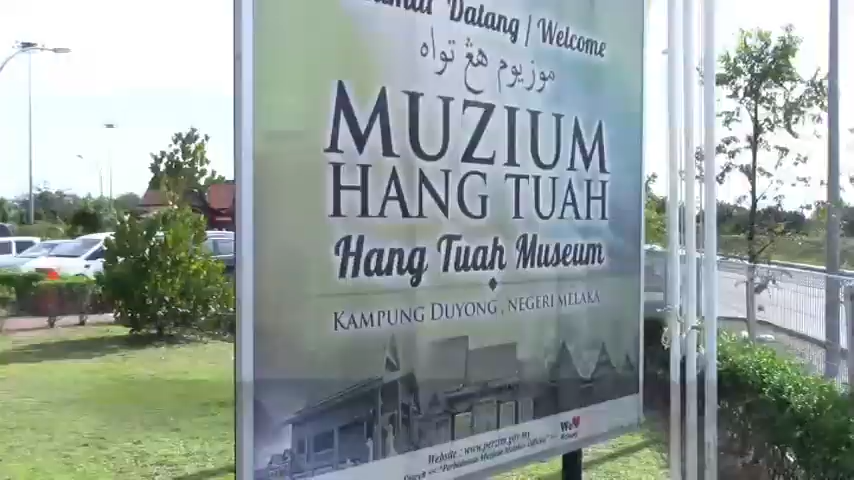 Datang | Welcome
موزيوم هڠ تواه
MUZIUM
HANG TUAH
Hang Tuah Museum
KAMPUNG DUYONG, NEGERI MELAKA
We
Website : www.perzim.gov.my